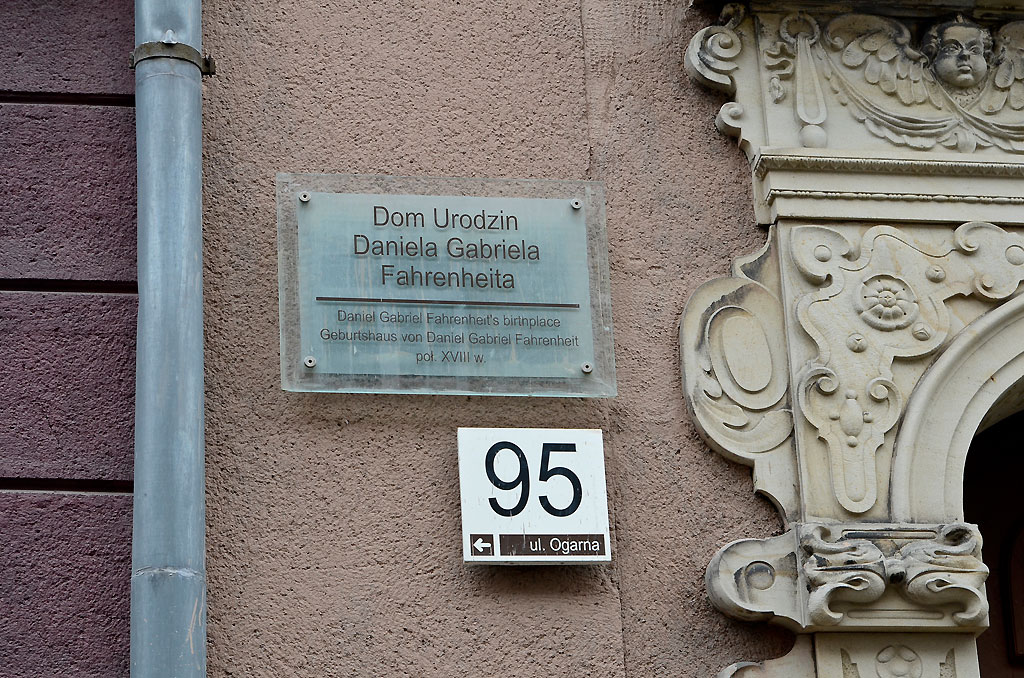 Dom Urodzin
Daniela Gabriela
Fahrenheita
Daniel Gabriel Fahrenheit's birthplace
Geburtshaus von Daniel Gabriel Fahrenheit
poł. XVIII w.
95
ul. Ogarna